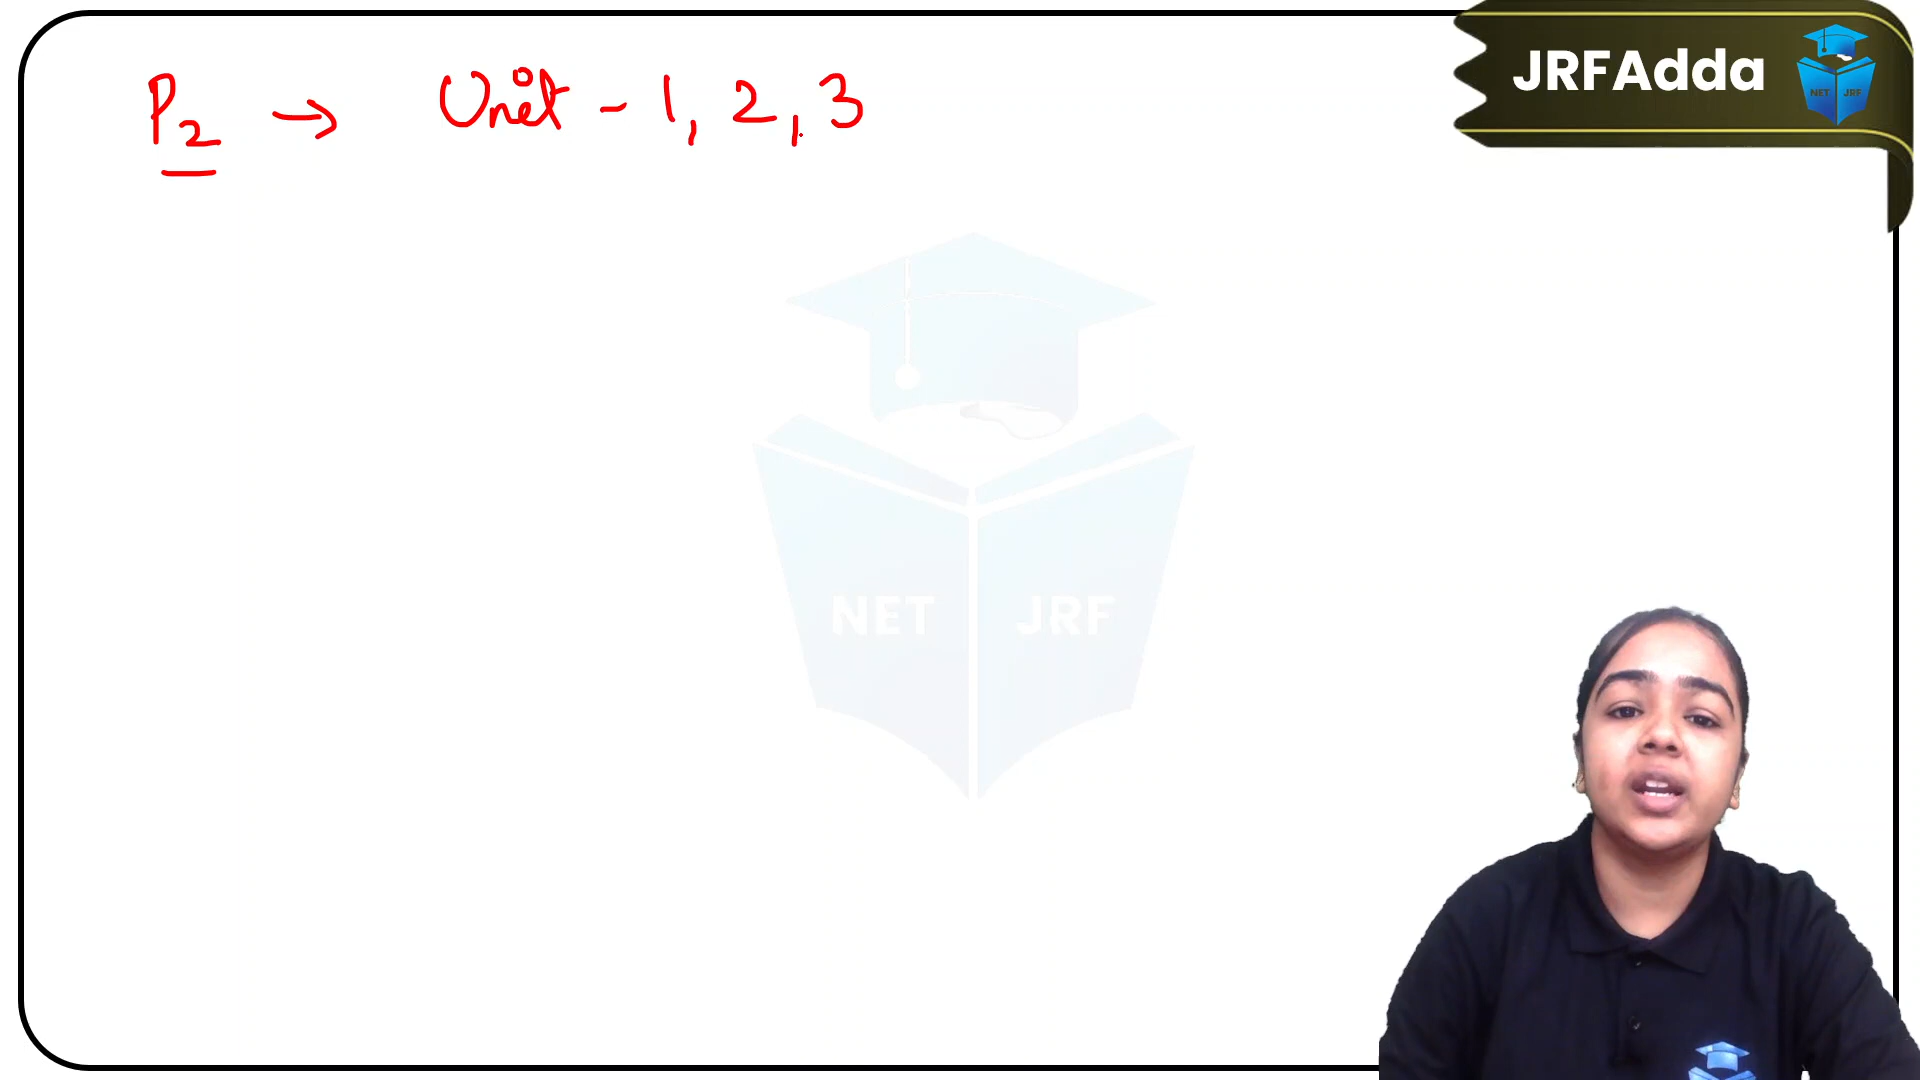 P2 → Unit - 1, 2, 3
JRFAdda
NET JRF
NET JRF